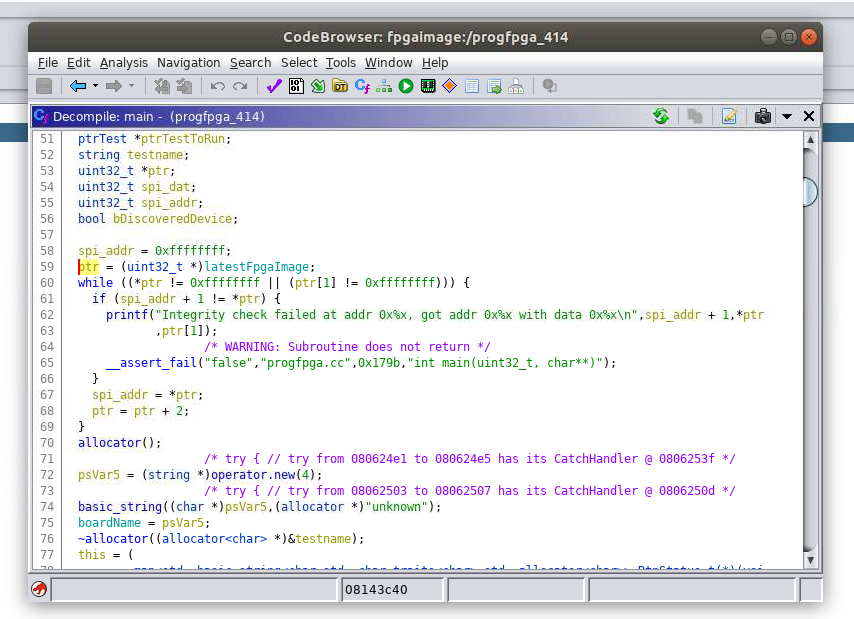 CodeBrowser: fpgaimage:/progfpga_414
File Edit Analysis Navigation Search Select Tools Window Help
Decompile: main - (progfpga_414)
51 ptrTest *ptrTestToRun;
52 string testname;
53 uint32_t *ptr;
54 uint32_t spi_dat;
55 uint32_t spi_addr;
56 bool bDiscoveredDevice;
57
58 spi_addr = 0xffffffff;
59 ptr = (uint32_t *)latestFpgaImage;
60 while ((*ptr != 0xffffffff || (ptr[1] != 0xffffffff))) {
61 if (spi_addr + 1 != *ptr) {
62 printf("Integrity check failed at addr 0x%x, got addr 0x%x with data 0x%x\n",spi_addr + 1,*ptr
63 ,ptr[1]);
64 /* WARNING: Subroutine does not return */
65 __assert_fail("false","progfpga.cc",0x179b,"int main(uint32_t, char**)");
66 }
67 spi_addr = *ptr;
68 ptr = ptr + 2;
69 }
70 allocator();
71 /* try { // try from 080624e1 to 080624e5 has its CatchHandler @ 0806253f */
72 psVar5 = (string *)operator.new(4);
73 /* try { // try from 08062503 to 08062507 has its CatchHandler @ 0806250d */
74 basic_string((char *)psVar5,(allocator *)"unknown");
75 boardName = psVar5;
76 ~allocator((allocator<char> *)&testname);
77 this = (
08143c40